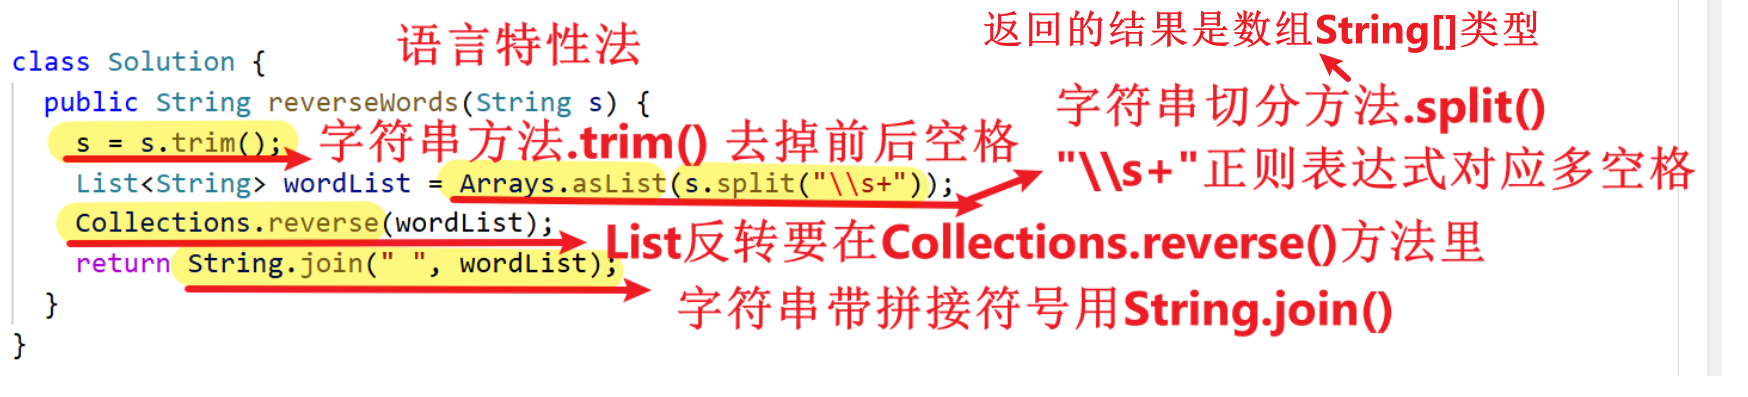 语言特性法
返回的结果是数组String[]类型
class Solution {
public String reverseWords(String s) {
字符串切分方法.split()
s = s.trim();
字符串方法.trim() 去掉前后空格
List<String> wordList = Arrays.asList(s.split("\\s+"));
"\\s+"正则表达式对应多空格
Collections.reverse(wordList);
List反转要在Collections.reverse()方法里
return String.join(" ", wordList);
字符串带拼接符号用String.join()
}
}